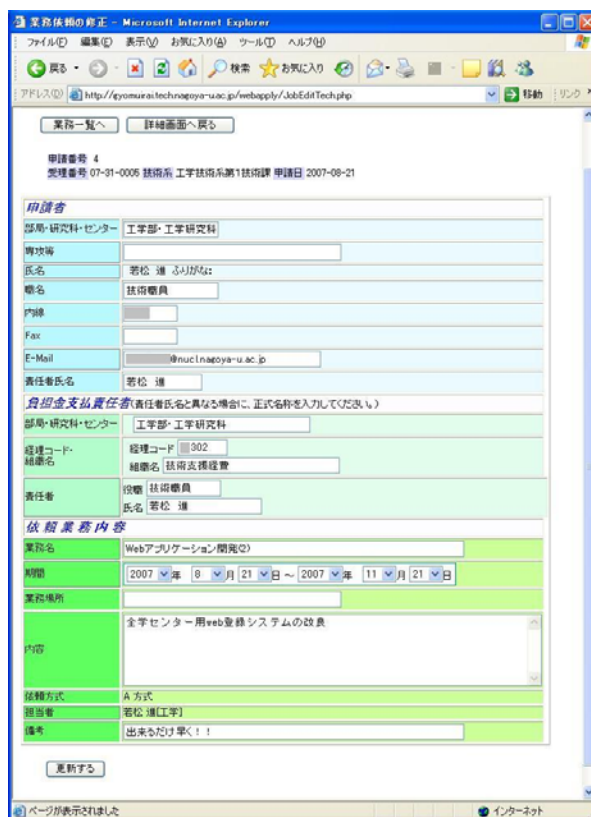 業務依頼の修正 - Microsoft Internet Explorer
ファイル(F) 編集(E) 表示(V) お気に入り(A) ツール(T) ヘルプ(H)
戻る 検索 お気に入り
アドレス(D) http://gyomuirai.tech.nagoya-u.ac.jp/webapply/JobEditTech.php 移動 リンク
業務一覧へ 詳細画面へ戻る
申請番号 4
受理番号 07-31-0005 技術系 工学技術系第1技術課 申請日 2007-08-21
申請者
部局・研究科・センター 工学部・工学研究科
専攻等
氏名 若松 進 ふりがな:
職名 技術職員
内線
Fax
E-Mail @nucl.nagoya-u.ac.jp
責任者氏名 若松 進
負担金支払責任者(責任者氏名と異なる場合に、正式名称を入力してください。)
部局・研究科・センター 工学部・工学研究科
経理コード・組織名 経理コード 302
組織名 技術支援経費
責任者 役職 技術職員
氏名 若松 進
依頼業務内容
業務名 Webアプリケーション開発(2)
期間 2007 年 8 月 21 日 ～ 2007 年 11 月 21 日
業務場所
内容 全学センター用web登録システムの改良
依頼方式 A 方式
担当者 若松 進[工学]
備考 出来るだけ早く！！
更新する
ページが表示されました インターネット